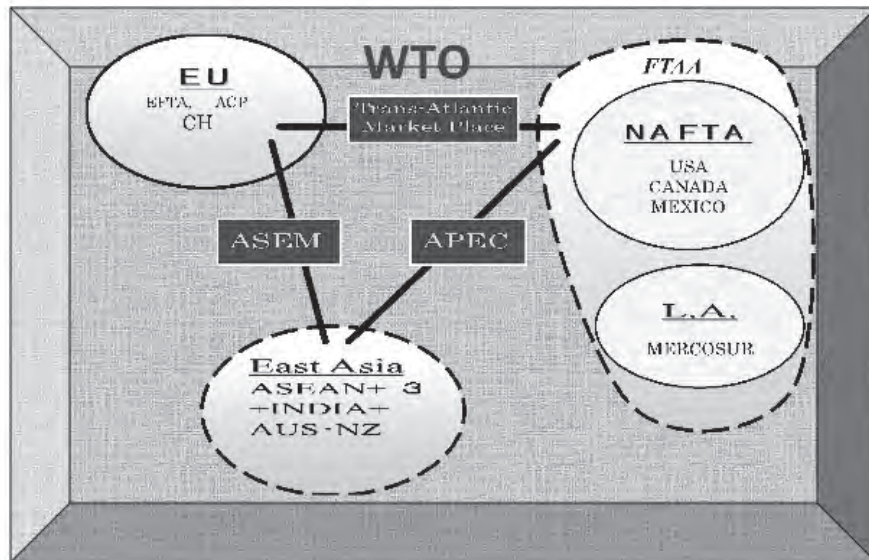 WTO
EU
EFTA, ACP
CH
Trans-Atlantic
Market Place
FTAA
NAFTA
USA
CANADA
MEXICO
ASEM
APEC
L.A.
MERCOSUR
East Asia
ASEAN+ 3
+INDIA+
AUS-NZ